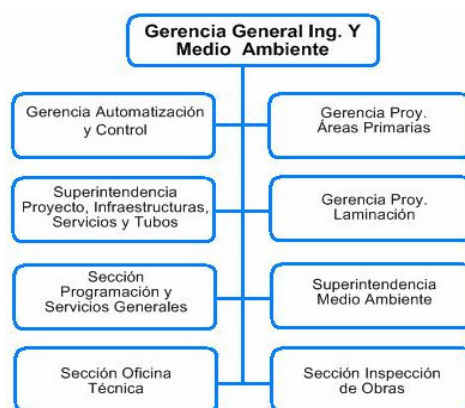 Gerencia General Ing. Y
Medio Ambiente
Gerencia Automatización
y Control
Gerencia Proy.
Áreas Primarias
Superintendencia
Proyecto, Infraestructuras,
Servicios y Tubos
Gerencia Proy.
Laminación
Sección
Programación y
Servicios Generales
Superintendencia
Medio Ambiente
Sección Oficina
Técnica
Sección Inspección
de Obras